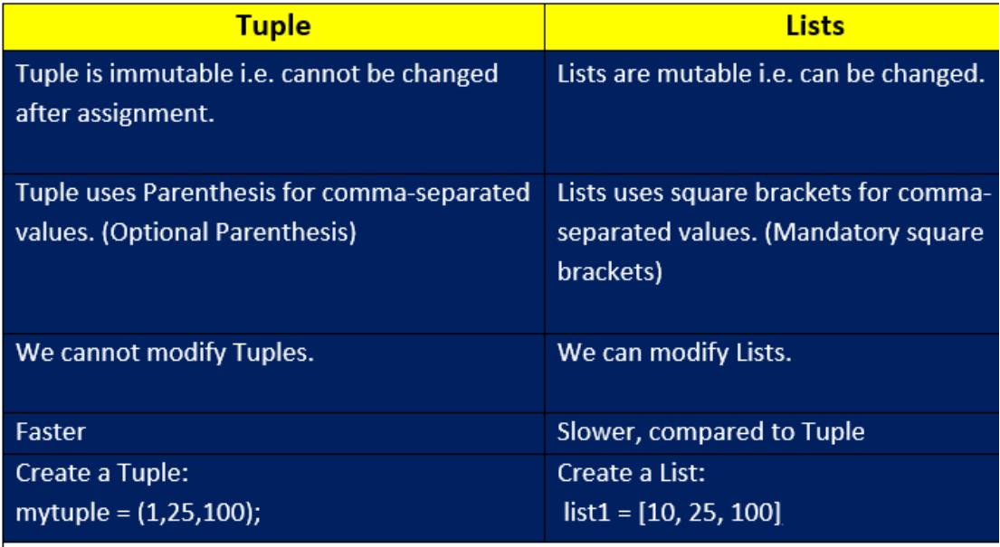 Tuple
Lists
Tuple is immutable i.e. cannot be changed
after assignment.
Lists are mutable i.e. can be changed.
Tuple uses Parenthesis for comma-separated
values. (Optional Parenthesis)
Lists uses square brackets for comma-
separated values. (Mandatory square
brackets)
We cannot modify Tuples.
We can modify Lists.
Faster
Slower, compared to Tuple
Create a Tuple:
mytuple = (1,25,100);
Create a List:
list1 = [10, 25, 100]